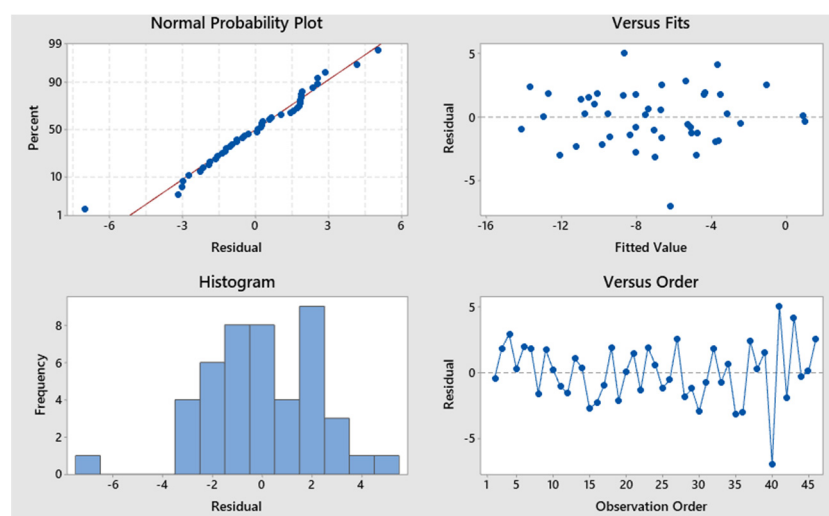 Normal Probability Plot
99
90
50
10
1
Percent
-6 -3 0 3 6
Residual
Versus Fits
5
0
-5
Residual
-16 -12 -8 -4 0
Fitted Value
Histogram
8
6
4
2
0
Frequency
-6 -4 -2 0 2 4
Residual
Versus Order
5
0
-5
Residual
1 5 10 15 20 25 30 35 40 45
Observation Order